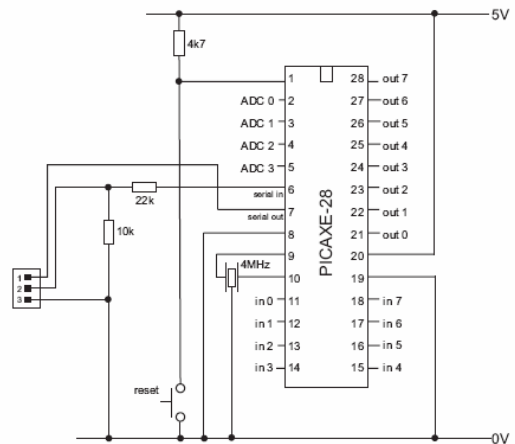 5V
4k7
1 28 out 7
ADC 0 2 27 out 6
ADC 1 3 26 out 5
ADC 2 4 25 out 4
ADC 3 5 24 out 3
serial in 6 23 out 2
22k
serial out 7 22 out 1
10k
8 21 out 0
PICAXE-28
4MHz
9 20
10 19
1
2
3
in 0 11 18 in 7
in 1 12 17 in 6
in 2 13 16 in 5
in 3 14 15 in 4
reset
0V